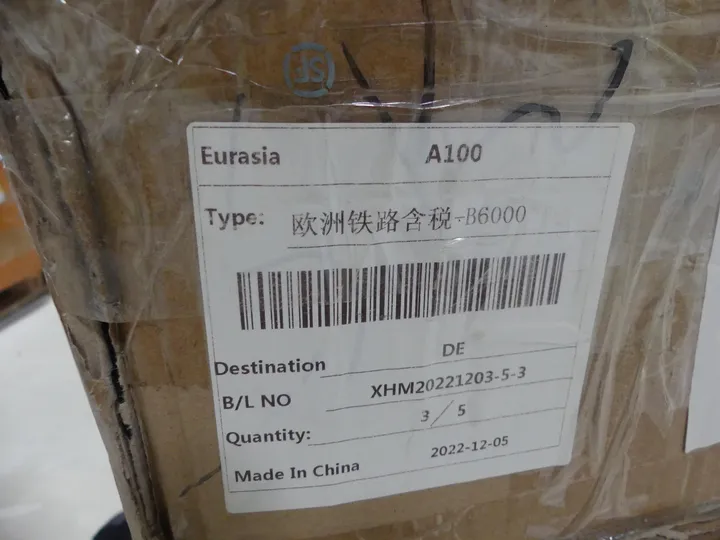 Eurasia A100
Type: 欧洲铁路含税-B6000
Destination DE
B/L NO XHM20221203-5-3
Quantity: 3/5
Made In China 2022-12-05